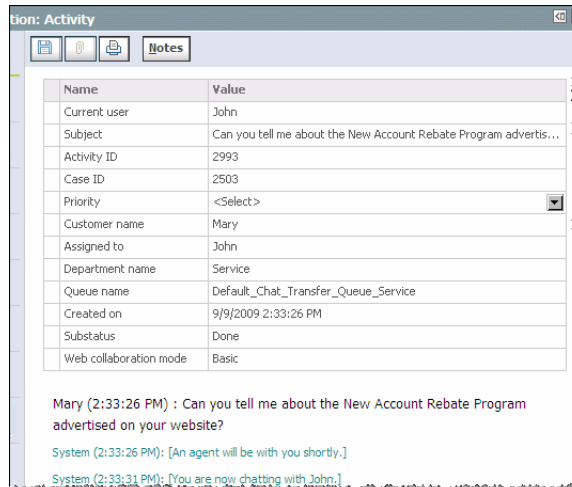 tion: Activity
Notes
Name Value
Current user John
Subject Can you tell me about the New Account Rebate Program advertis...
Activity ID 2993
Case ID 2503
Priority <Select>
Customer name Mary
Assigned to John
Department name Service
Queue name Default_Chat_Transfer_Queue_Service
Created on 9/9/2009 2:33:26 PM
Substatus Done
Web collaboration mode Basic
Mary (2:33:26 PM) : Can you tell me about the New Account Rebate Program
advertised on your website?
System (2:33:26 PM): [An agent will be with you shortly.]
System (2:33:31 PM): [You are now chatting with John.]